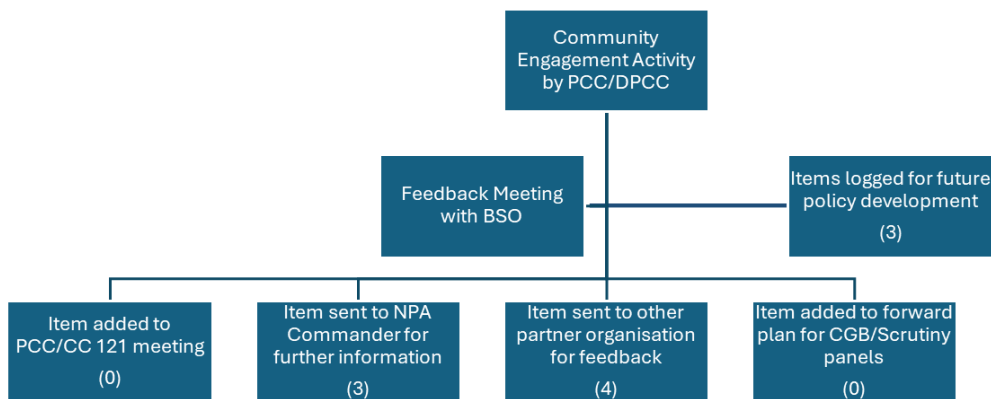 Community
Engagement Activity
by PCC/DPCC
Feedback Meeting
with BSO
Items logged for future
policy development
(3)
Item added to
PCC/CC 121 meeting
(0)
Item sent to NPA
Commander for
further information
(3)
Item sent to other
partner organisation
for feedback
(4)
Item added to forward
plan for CGB/Scrutiny
panels
(0)